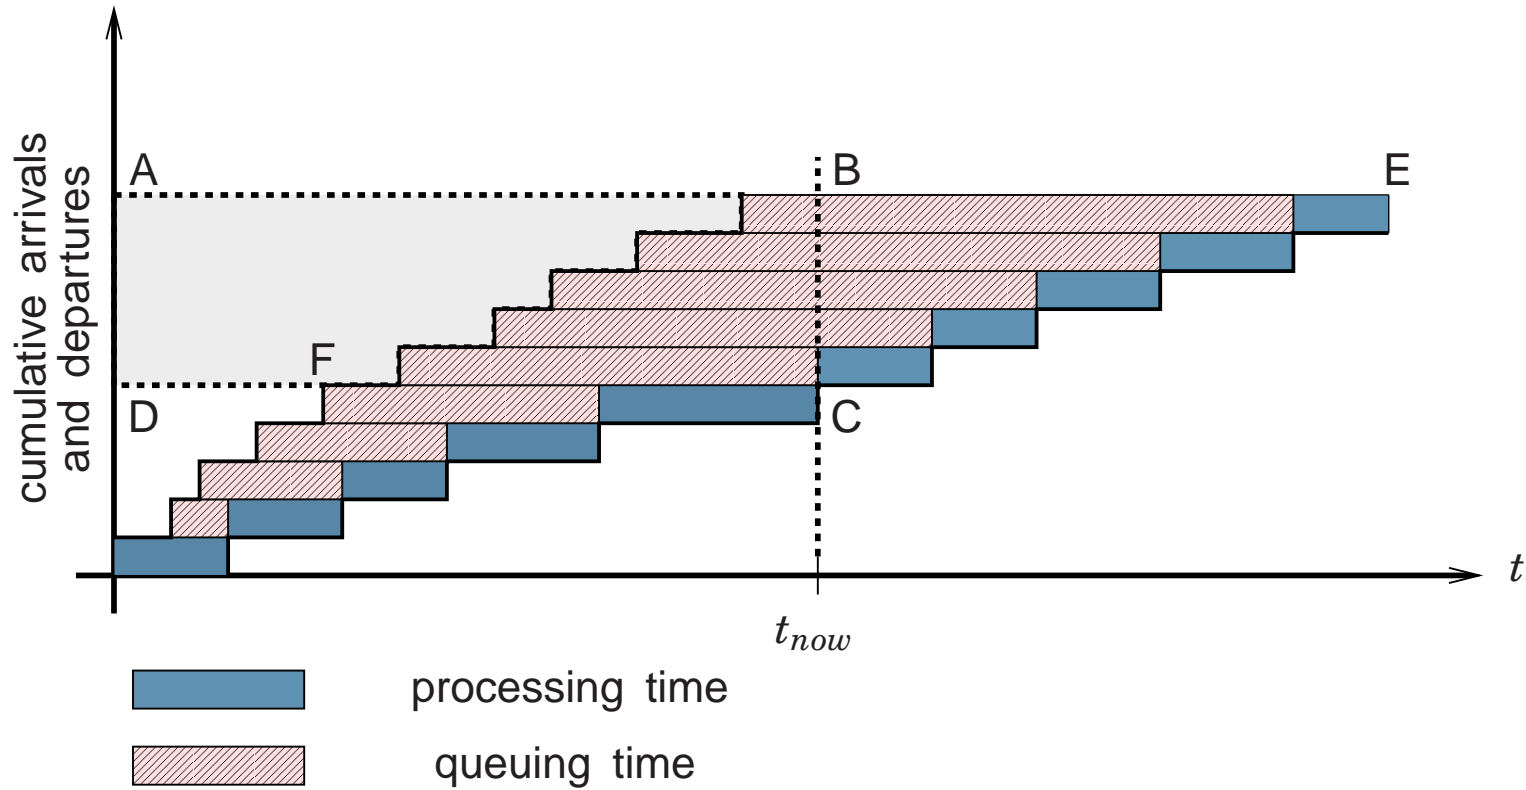 cumulative arrivals
and departures
A
B
E
F
D
C
t
t_now
processing time
queuing time